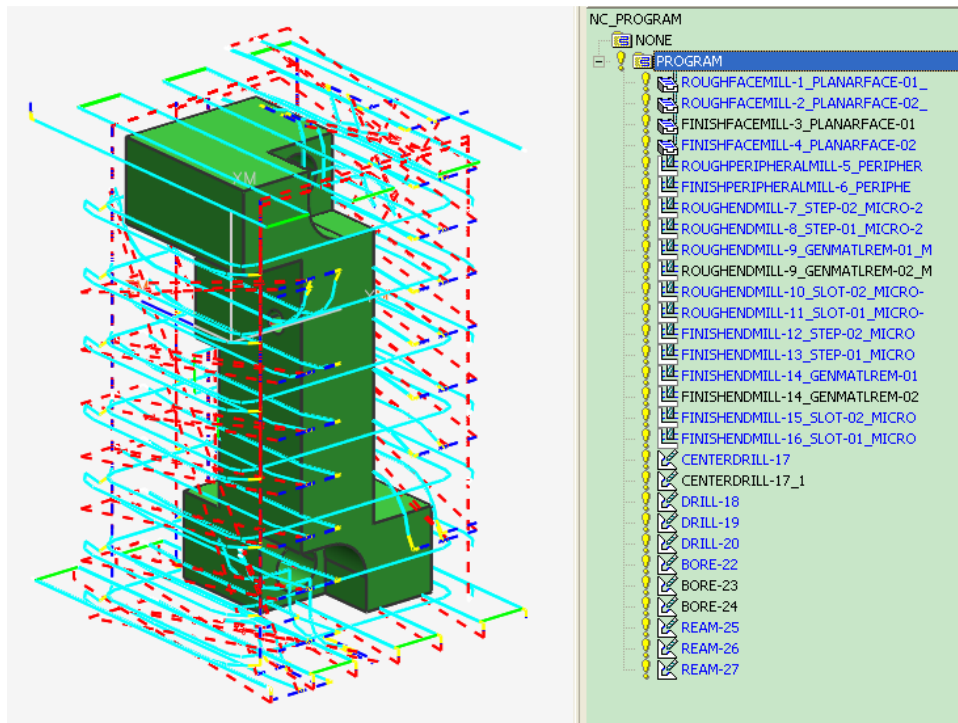 NC_PROGRAM
NONE
PROGRAM
ROUGHFACEMILL-1_PLANARFACE-01_
ROUGHFACEMILL-2_PLANARFACE-02_
FINISHFACEMILL-3_PLANARFACE-01
FINISHFACEMILL-4_PLANARFACE-02
ROUGHPERIPHERALMILL-5_PERIPHER
FINISHPERIPHERALMILL-6_PERIPHE
ROUGHENDMILL-7_STEP-02_MICRO-2
ROUGHENDMILL-8_STEP-01_MICRO-2
ROUGHENDMILL-9_GENMATLREM-01_M
ROUGHENDMILL-9_GENMATLREM-02_M
ROUGHENDMILL-10_SLOT-02_MICRO-
ROUGHENDMILL-11_SLOT-01_MICRO-
FINISHENDMILL-12_STEP-02_MICRO
FINISHENDMILL-13_STEP-01_MICRO
FINISHENDMILL-14_GENMATLREM-01
FINISHENDMILL-14_GENMATLREM-02
FINISHENDMILL-15_SLOT-02_MICRO
FINISHENDMILL-16_SLOT-01_MICRO
CENTERDRILL-17
CENTERDRILL-17_1
DRILL-18
DRILL-19
DRILL-20
BORE-22
BORE-23
BORE-24
REAM-25
REAM-26
REAM-27
XM